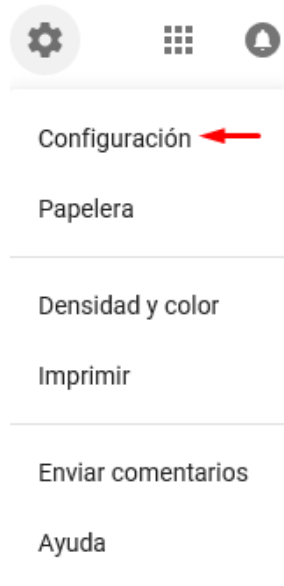 Configuración
Papelera
Densidad y color
Imprimir
Enviar comentarios
Ayuda